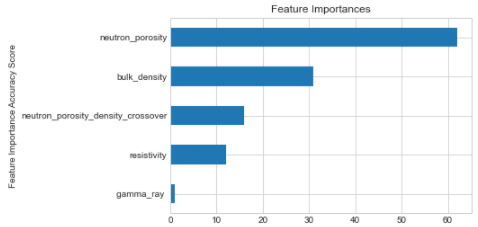 Feature Importances
Feature Importance Accuracy Score
neutron_porosity
bulk_density
neutron_porosity_density_crossover
resistivity
gamma_ray
0 10 20 30 40 50 60